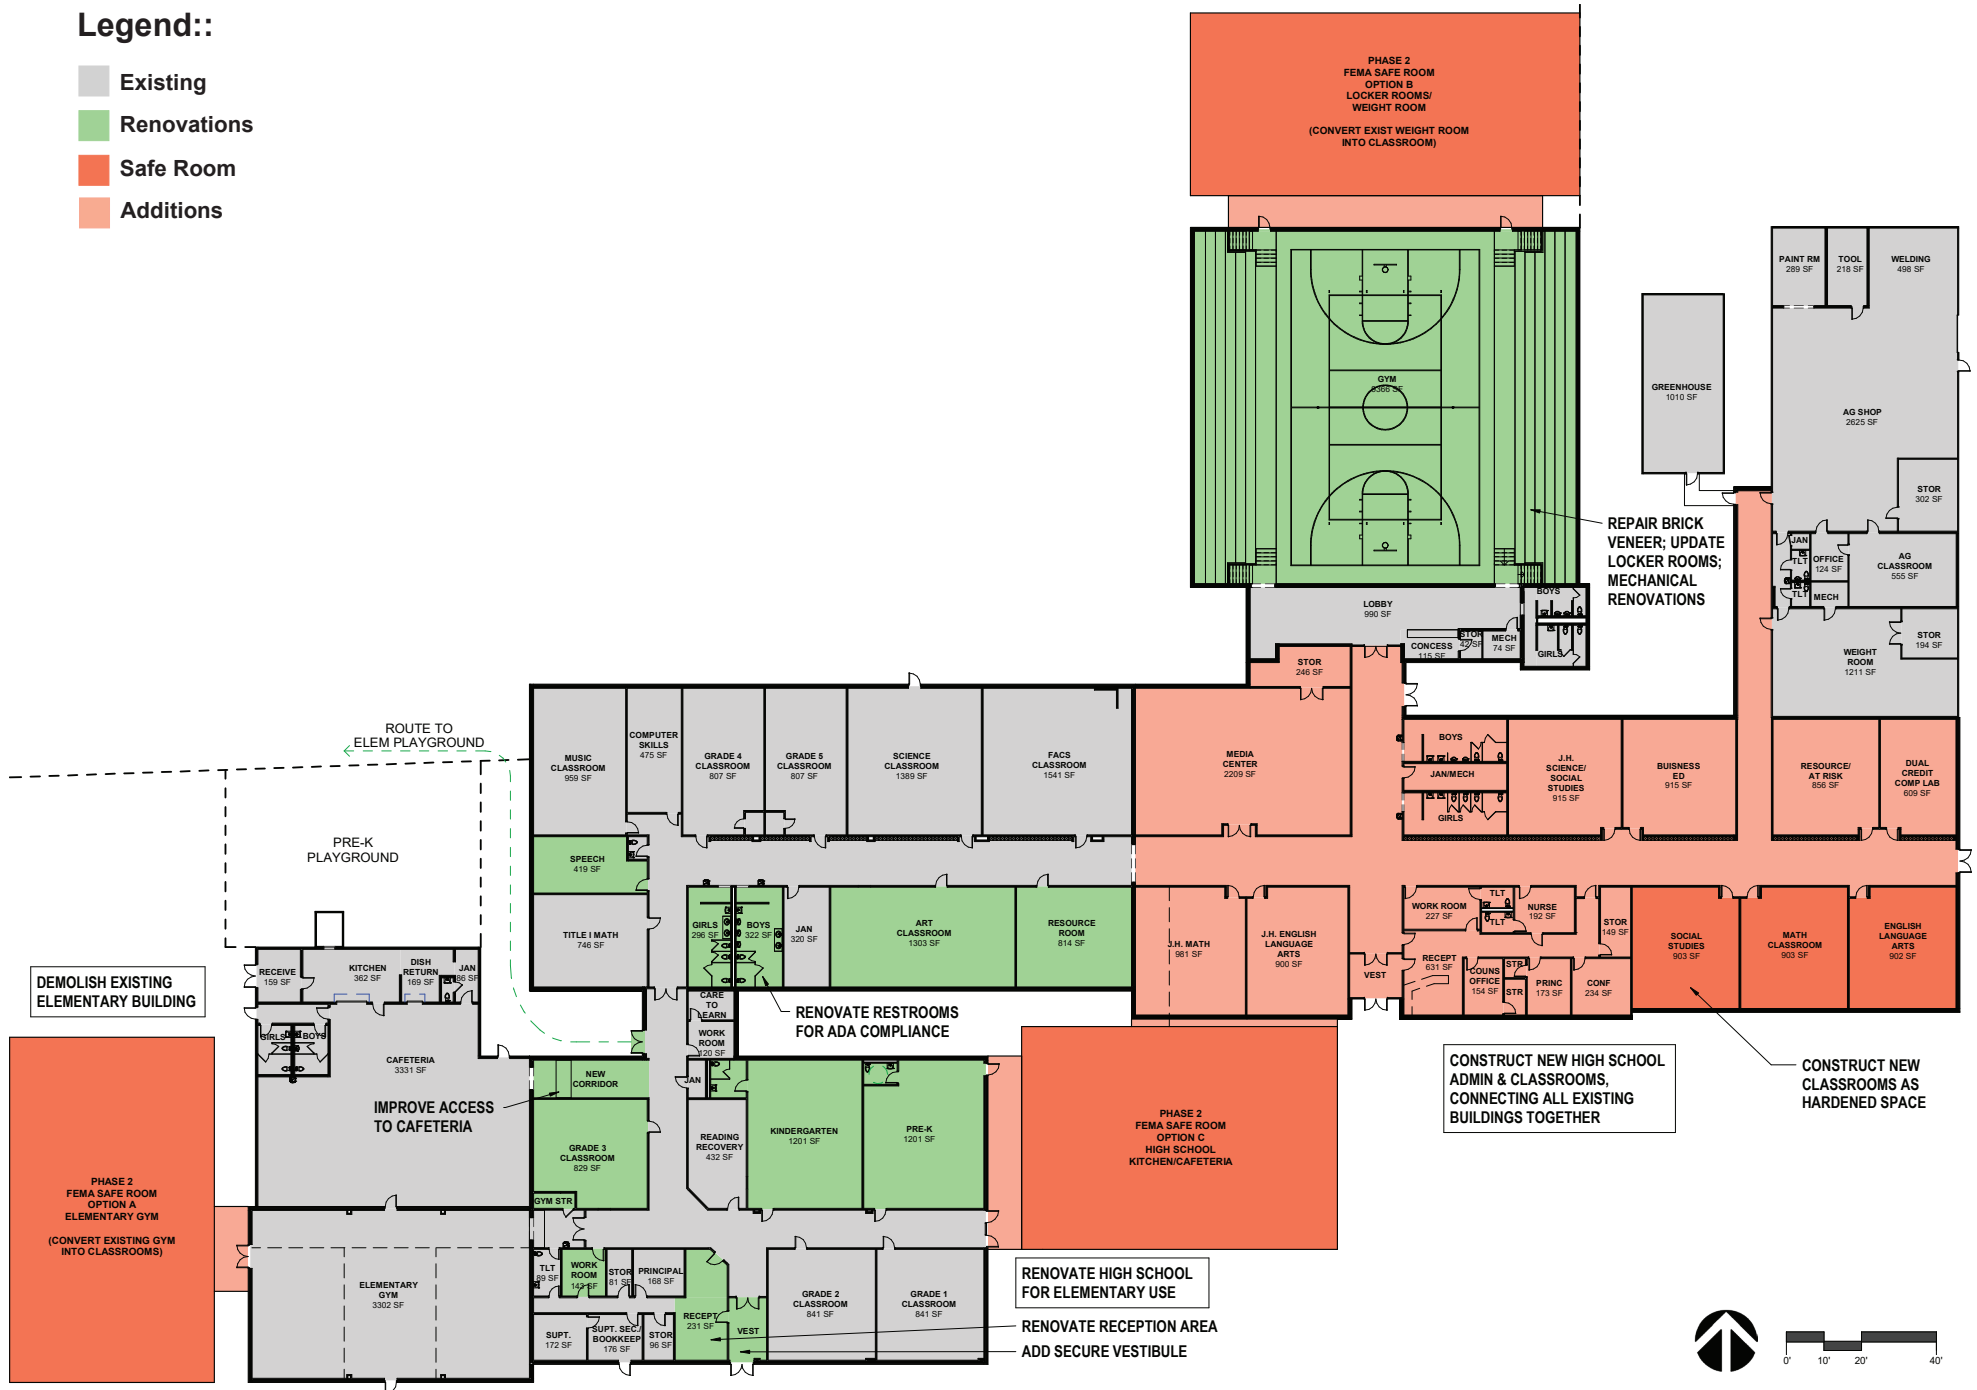 Legend::
Existing
Renovations
Safe Room
Additions
PHASE 2
FEMA SAFE ROOM
OPTION B
LOCKER ROOMS/
WEIGHT ROOM
(CONVERT EXIST WEIGHT ROOM
INTO CLASSROOM)
PAINT RM
289 SF
TOOL
218 SF
WELDING
498 SF
GREENHOUSE
1010 SF
AG SHOP
2625 SF
STOR
302 SF
GYM
9366 SF
REPAIR BRICK
VENEER; UPDATE
LOCKER ROOMS;
MECHANICAL
RENOVATIONS
JAN
TLT
TLT
OFFICE
124 SF
MECH
AG
CLASSROOM
555 SF
STOR
194 SF
WEIGHT
ROOM
1211 SF
LOBBY
990 SF
BOYS
GIRLS
CONCESS
115 SF
STOR
42 SF
MECH
74 SF
STOR
246 SF
ROUTE TO
ELEM PLAYGROUND
MUSIC
CLASSROOM
959 SF
COMPUTER
SKILLS
475 SF
GRADE 4
CLASSROOM
807 SF
GRADE 5
CLASSROOM
807 SF
SCIENCE
CLASSROOM
1389 SF
FACS
CLASSROOM
1541 SF
MEDIA
CENTER
2209 SF
BOYS
JAN/MECH
GIRLS
J.H.
SCIENCE/
SOCIAL
STUDIES
915 SF
BUISNESS
ED
915 SF
RESOURCE/
AT RISK
856 SF
DUAL
CREDIT
COMP LAB
609 SF
PRE-K
PLAYGROUND
SPEECH
419 SF
TITLE I MATH
746 SF
GIRLS
296 SF
BOYS
322 SF
JAN
320 SF
ART
CLASSROOM
1303 SF
RESOURCE
ROOM
814 SF
J.H. MATH
981 SF
J.H. ENGLISH
LANGUAGE
ARTS
900 SF
VEST
WORK ROOM
227 SF
TLT
TLT
NURSE
192 SF
STOR
149 SF
RECEPT
631 SF
COUNS
OFFICE
154 SF
STR
STR
PRINC
173 SF
CONF
234 SF
SOCIAL
STUDIES
903 SF
MATH
CLASSROOM
903 SF
ENGLISH
LANGUAGE
ARTS
902 SF
DEMOLISH EXISTING
ELEMENTARY BUILDING
RECEIVE
159 SF
KITCHEN
362 SF
DISH
RETURN
169 SF
JAN
86 SF
GIRLS
BOYS
CAFETERIA
3331 SF
CARE
TO
LEARN
WORK
ROOM
120 SF
RENOVATE RESTROOMS
FOR ADA COMPLIANCE
NEW
CORRIDOR
IMPROVE ACCESS
TO CAFETERIA
JAN
GRADE 3
CLASSROOM
829 SF
GYM STR
READING
RECOVERY
432 SF
KINDERGARTEN
1201 SF
PRE-K
1201 SF
PHASE 2
FEMA SAFE ROOM
OPTION C
HIGH SCHOOL
KITCHEN/CAFETERIA
CONSTRUCT NEW HIGH SCHOOL
ADMIN & CLASSROOMS,
CONNECTING ALL EXISTING
BUILDINGS TOGETHER
CONSTRUCT NEW
CLASSROOMS AS
HARDENED SPACE
PHASE 2
FEMA SAFE ROOM
OPTION A
ELEMENTARY GYM
(CONVERT EXISTING GYM
INTO CLASSROOMS)
ELEMENTARY
GYM
3302 SF
TLT
89 SF
WORK
ROOM
143 SF
STOR
81 SF
PRINCIPAL
168 SF
RECEPT
231 SF
VEST
SUPT.
172 SF
SUPT. SEC./
BOOKKEEP
176 SF
STOR
96 SF
GRADE 2
CLASSROOM
841 SF
GRADE 1
CLASSROOM
841 SF
RENOVATE HIGH SCHOOL
FOR ELEMENTARY USE
RENOVATE RECEPTION AREA
ADD SECURE VESTIBULE
0' 10' 20' 40'